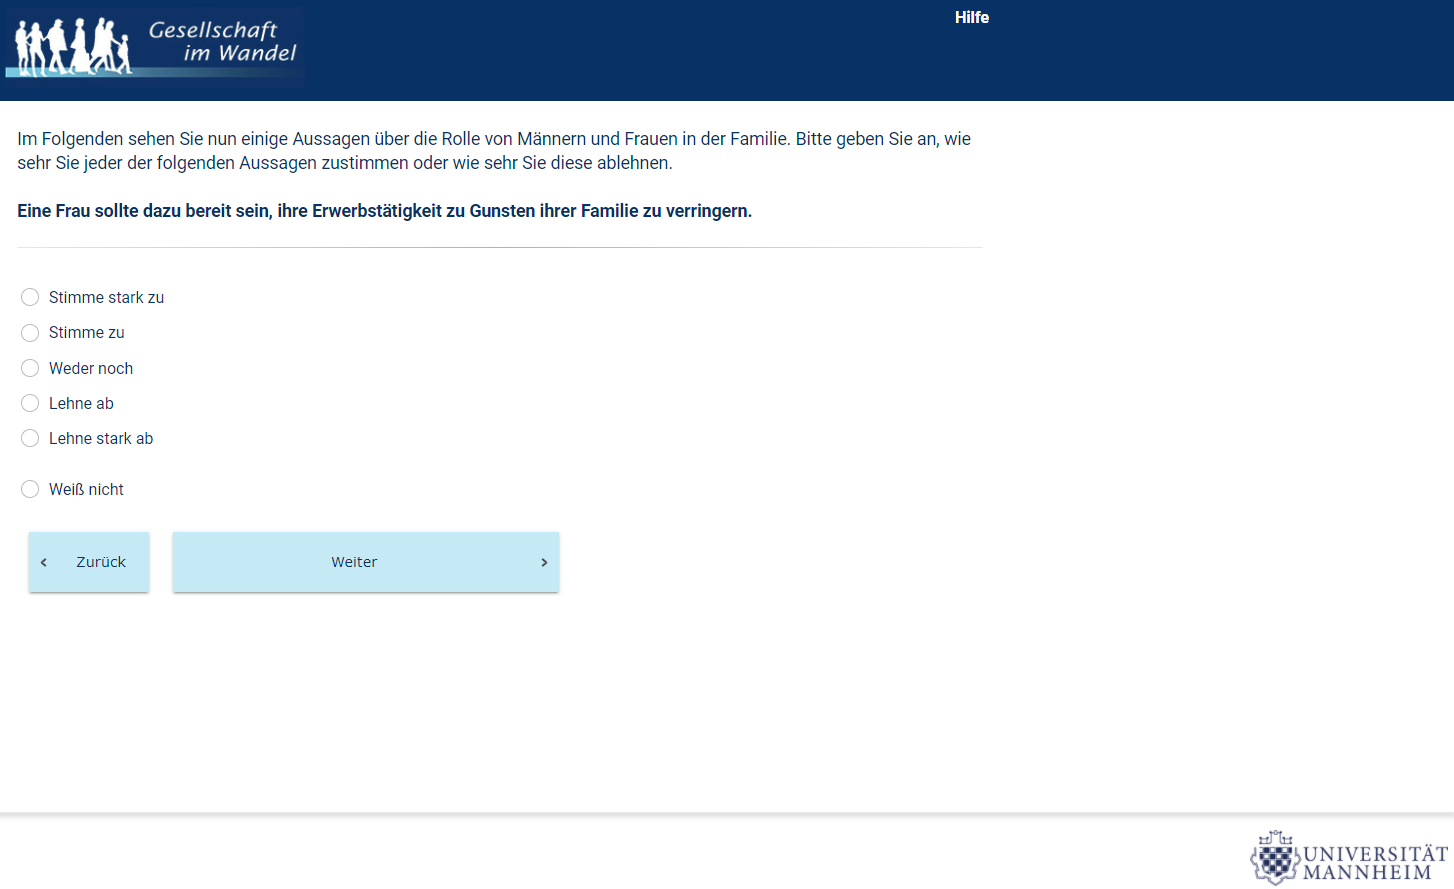 Gesellschaft
im Wandel
Hilfe
Im Folgenden sehen Sie nun einige Aussagen über die Rolle von Männern und Frauen in der Familie. Bitte geben Sie an, wie
sehr Sie jeder der folgenden Aussagen zustimmen oder wie sehr Sie diese ablehnen.
Eine Frau sollte dazu bereit sein, ihre Erwerbstätigkeit zu Gunsten ihrer Familie zu verringern.
Stimme stark zu
Stimme zu
Weder noch
Lehne ab
Lehne stark ab
Weiß nicht
‹ Zurück
Weiter ›
UNIVERSITÄT
MANNHEIM